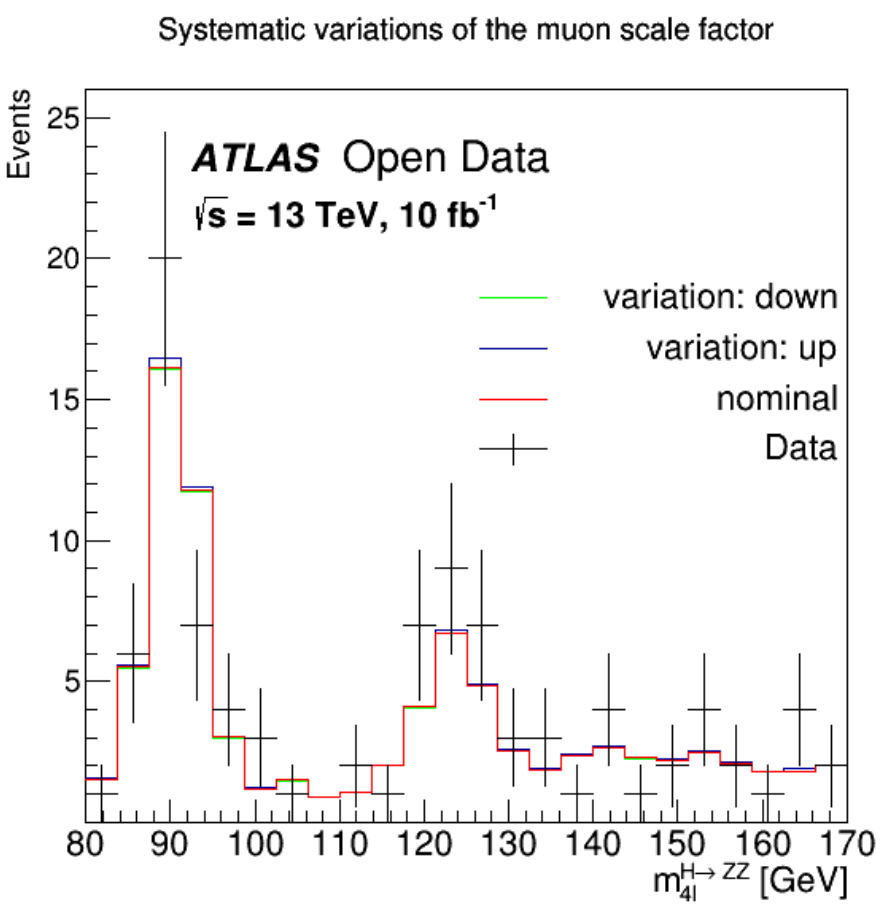 Systematic variations of the muon scale factor
Events
25
20
15
10
5
ATLAS Open Data
√s = 13 TeV, 10 fb⁻¹
variation: down
variation: up
nominal
Data
80 90 100 110 120 130 140 150 160 170
m₄ₗ^H→ ZZ [GeV]